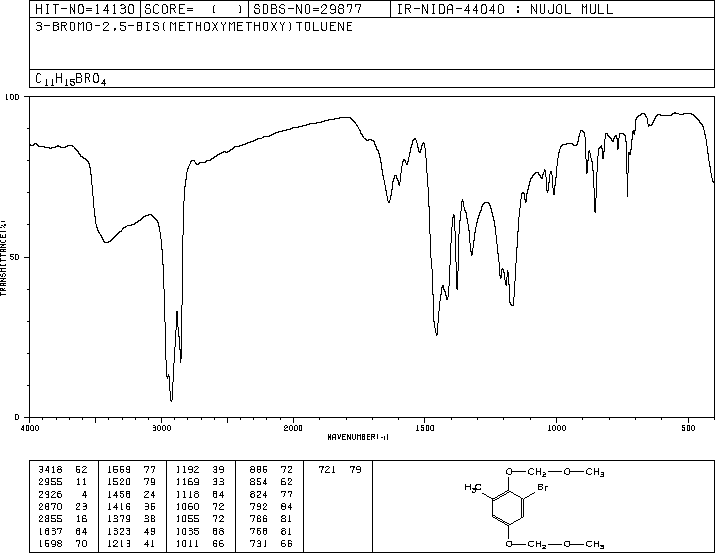 HIT-NO=14130 SCORE= ( ) SDBS-NO=29877 IR-NIDA-44040 : NUJOL MULL
3-BROMO-2,5-BIS(METHOXYMETHOXY)TOLUENE
C11H15BRO4
100
50
0
TRANSMITTANCE(%)
4000 3000 2000 1500 1000 500
WAVENUMBER(-1)
3418 52 1569 77 1192 39 886 72 721 79
2955 11 1520 79 1169 33 854 62
2926 4 1458 24 1118 64 824 77
2870 29 1416 36 1060 72 792 84
2855 16 1379 38 1055 72 766 81
1637 64 1323 49 1035 68 768 81
1598 70 1213 41 1011 66 731 66
O—CH2—O—CH3
H3C
Br
O—CH2—O—CH3